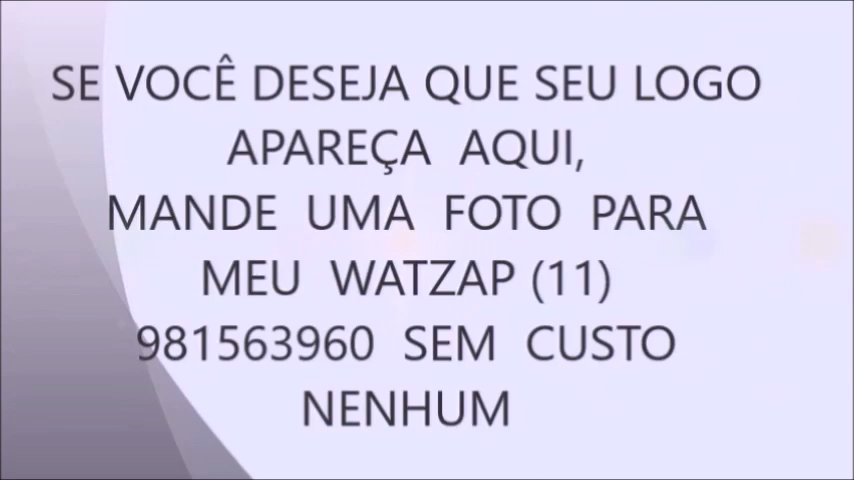 SE VOCÊ DESEJA QUE SEU LOGO
APAREÇA AQUI,
MANDE UMA FOTO PARA
MEU WATZAP (11)
981563960 SEM CUSTO
NENHUM